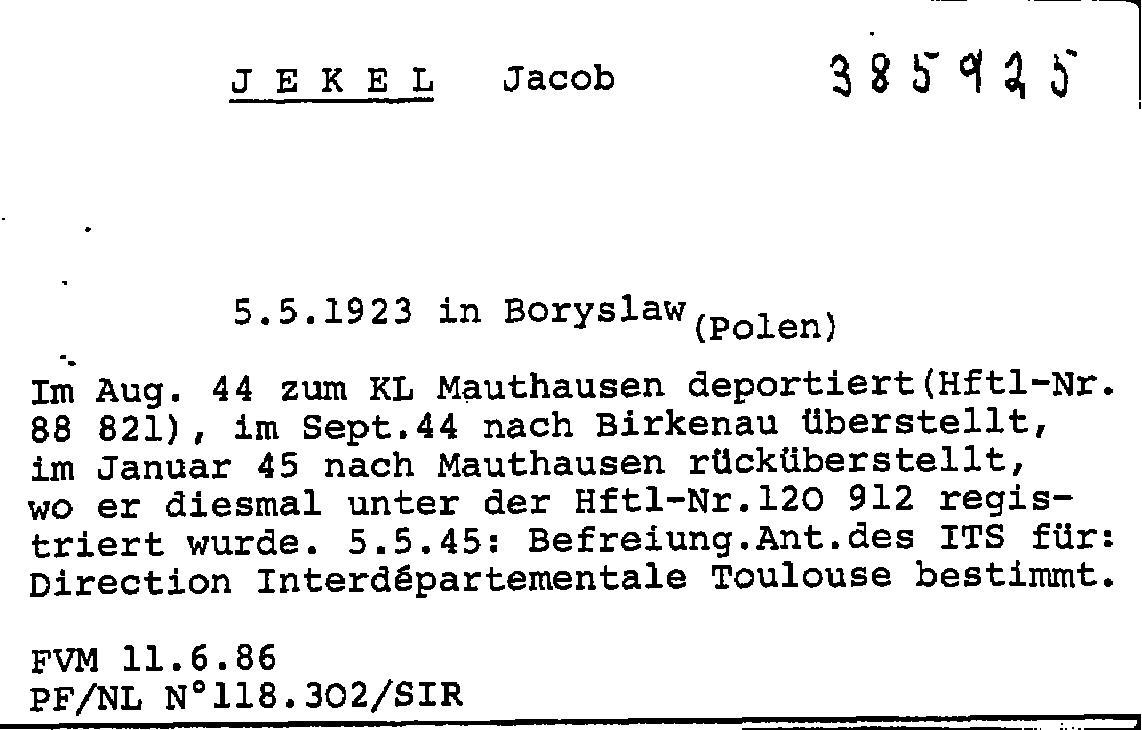 J E K E L Jacob 385925
5.5.1923 in Boryslaw (Polen)
Im Aug. 44 zum KL Mauthausen deportiert(Hftl-Nr.
88 821), im Sept.44 nach Birkenau überstellt,
im Januar 45 nach Mauthausen rücküberstellt,
wo er diesmal unter der Hftl-Nr.120 912 regis-
triert wurde. 5.5.45: Befreiung.Ant.des ITS für:
Direction Interdépartementale Toulouse bestimmt.
FVM 11.6.86
PF/NL N°118.302/SIR